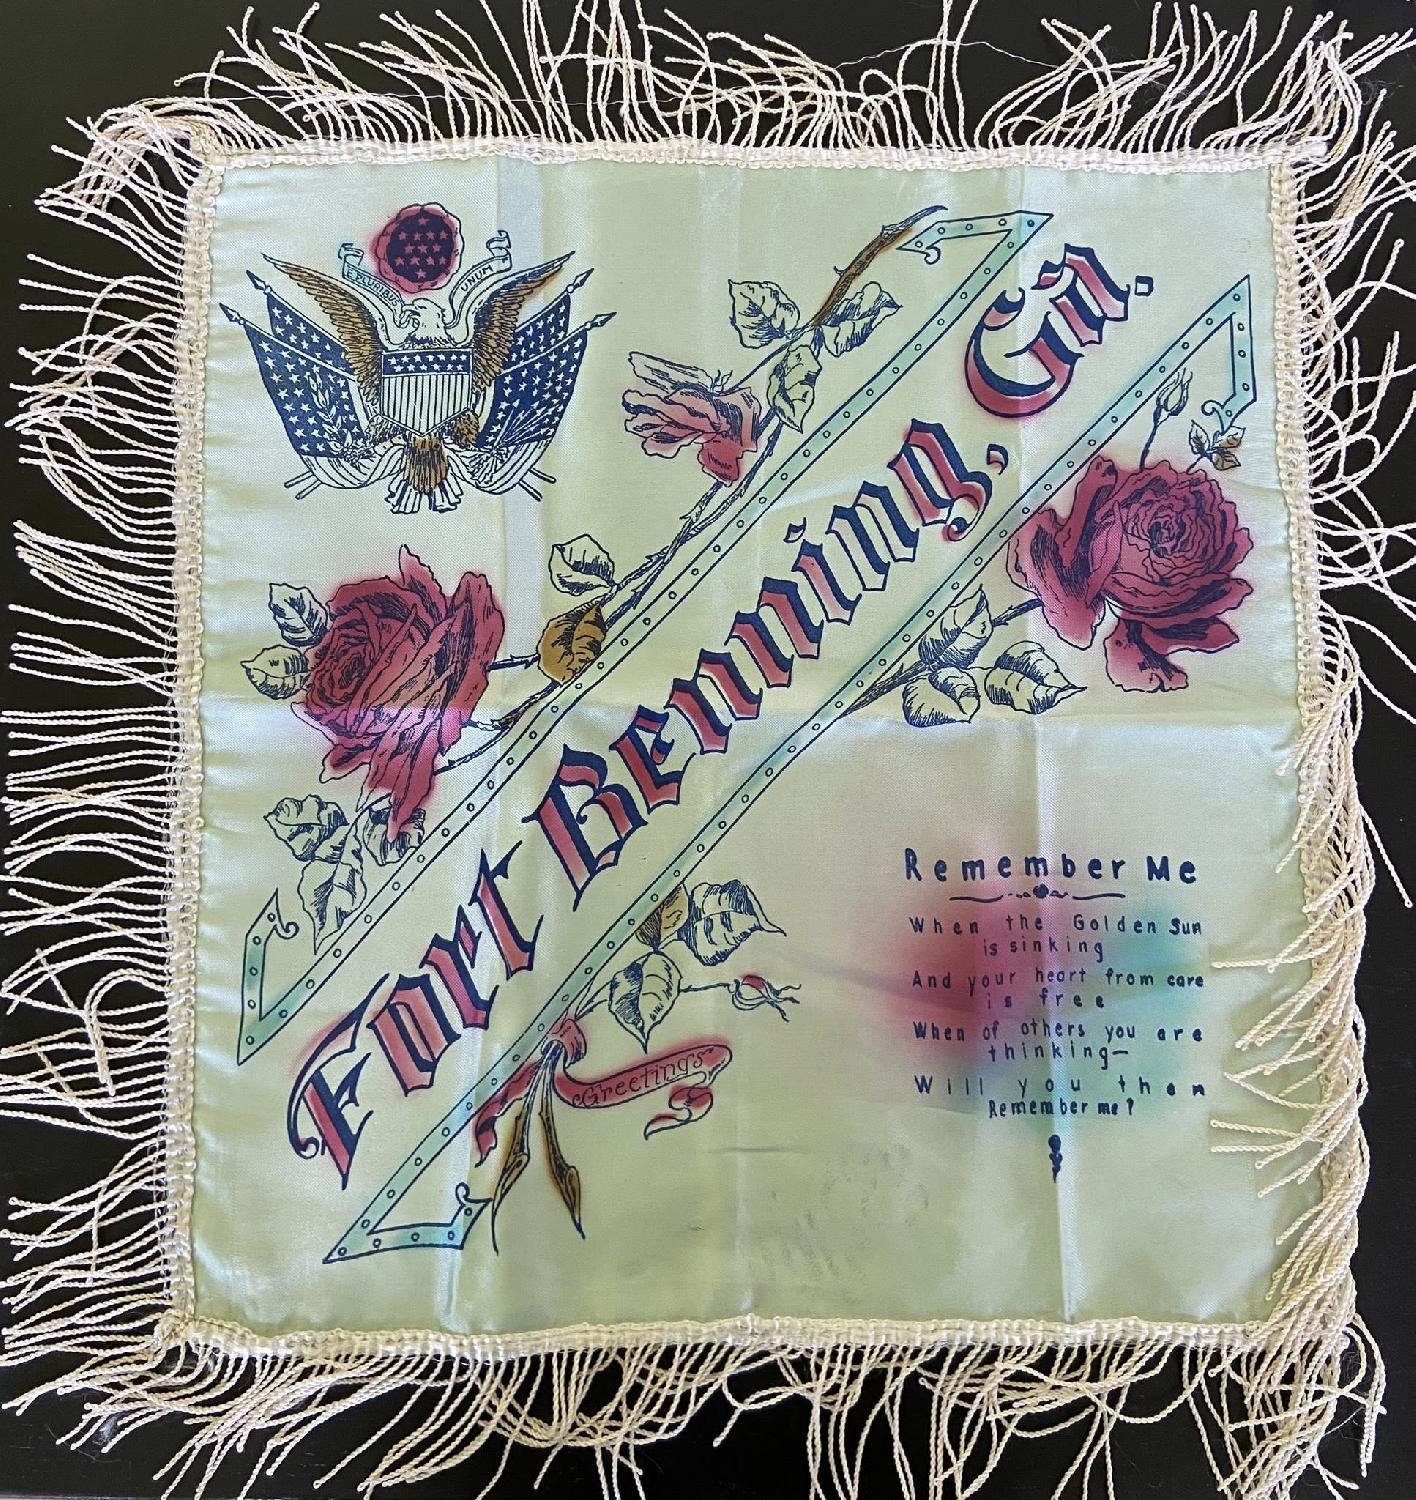 E PLURIBUS UNUM
Fort Benning, Ga.
Greetings
Remember Me
When the Golden Sun
is sinking
And your heart from care
is free
When of others you are
thinking—
Will you then
Remember me?